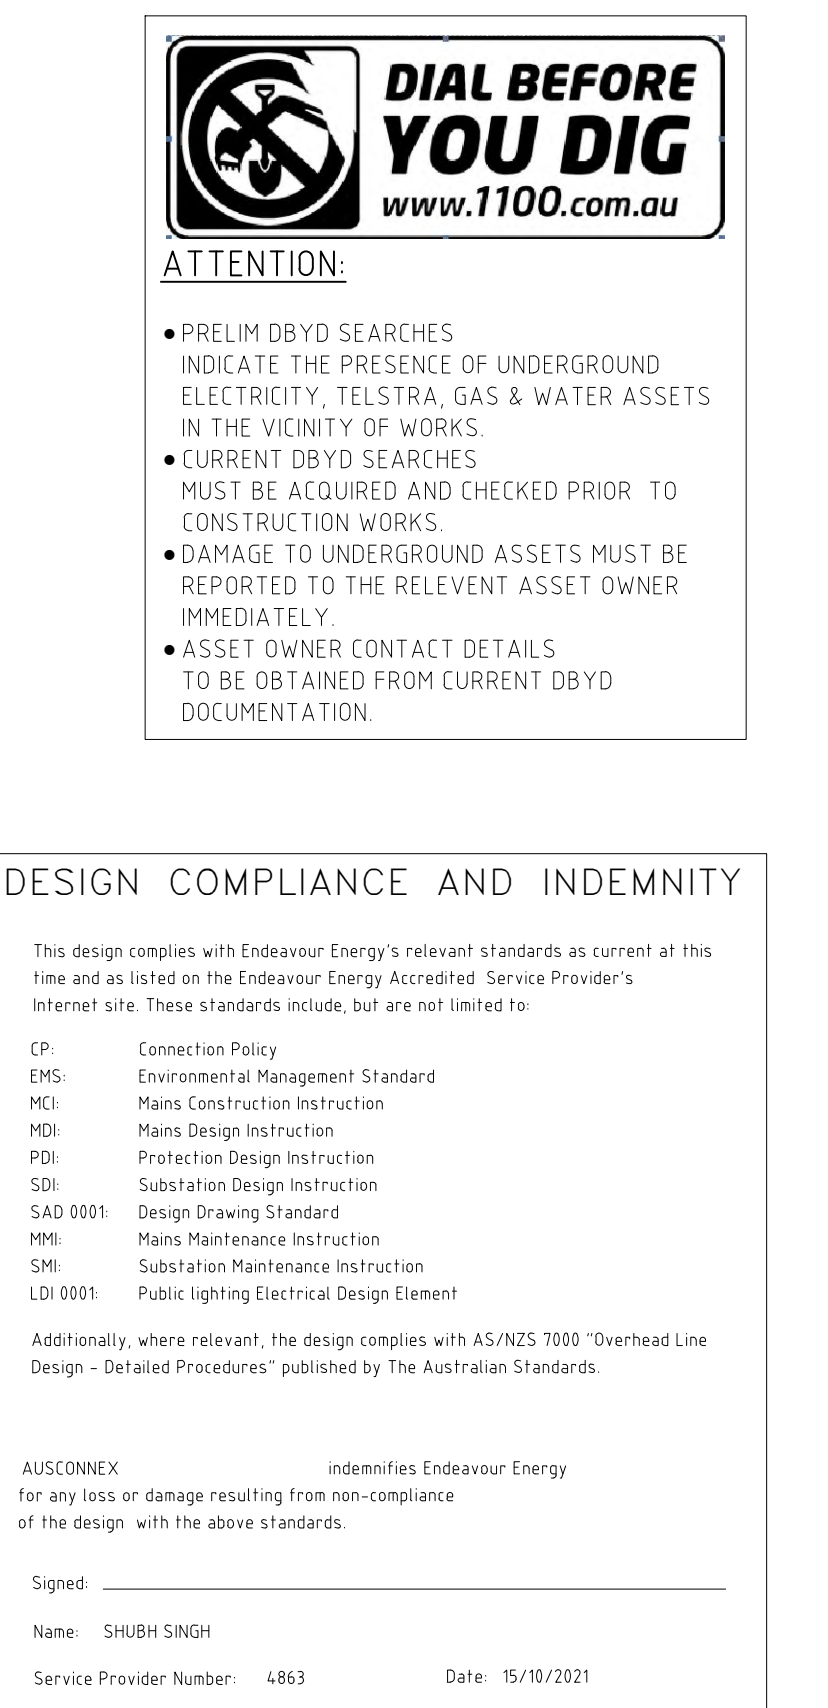 DIAL BEFORE
YOU DIG
www.1100.com.au
ATTENTION:
● PRELIM DBYD SEARCHES
INDICATE THE PRESENCE OF UNDERGROUND
ELECTRICITY, TELSTRA, GAS & WATER ASSETS
IN THE VICINITY OF WORKS.
● CURRENT DBYD SEARCHES
MUST BE ACQUIRED AND CHECKED PRIOR TO
CONSTRUCTION WORKS.
● DAMAGE TO UNDERGROUND ASSETS MUST BE
REPORTED TO THE RELEVENT ASSET OWNER
IMMEDIATELY.
● ASSET OWNER CONTACT DETAILS
TO BE OBTAINED FROM CURRENT DBYD
DOCUMENTATION.
DESIGN COMPLIANCE AND INDEMNITY
This design complies with Endeavour Energy's relevant standards as current at this
time and as listed on the Endeavour Energy Accredited Service Provider's
Internet site. These standards include, but are not limited to:
CP: Connection Policy
EMS: Environmental Management Standard
MCI: Mains Construction Instruction
MDI: Mains Design Instruction
PDI: Protection Design Instruction
SDI: Substation Design Instruction
SAD 0001: Design Drawing Standard
MMI: Mains Maintenance Instruction
SMI: Substation Maintenance Instruction
LDI 0001: Public lighting Electrical Design Element
Additionally, where relevant, the design complies with AS/NZS 7000 "Overhead Line
Design - Detailed Procedures" published by The Australian Standards.
AUSCONNEX indemnifies Endeavour Energy
for any loss or damage resulting from non-compliance
of the design with the above standards.
Signed:
Name: SHUBH SINGH
Service Provider Number: 4863 Date: 15/10/2021